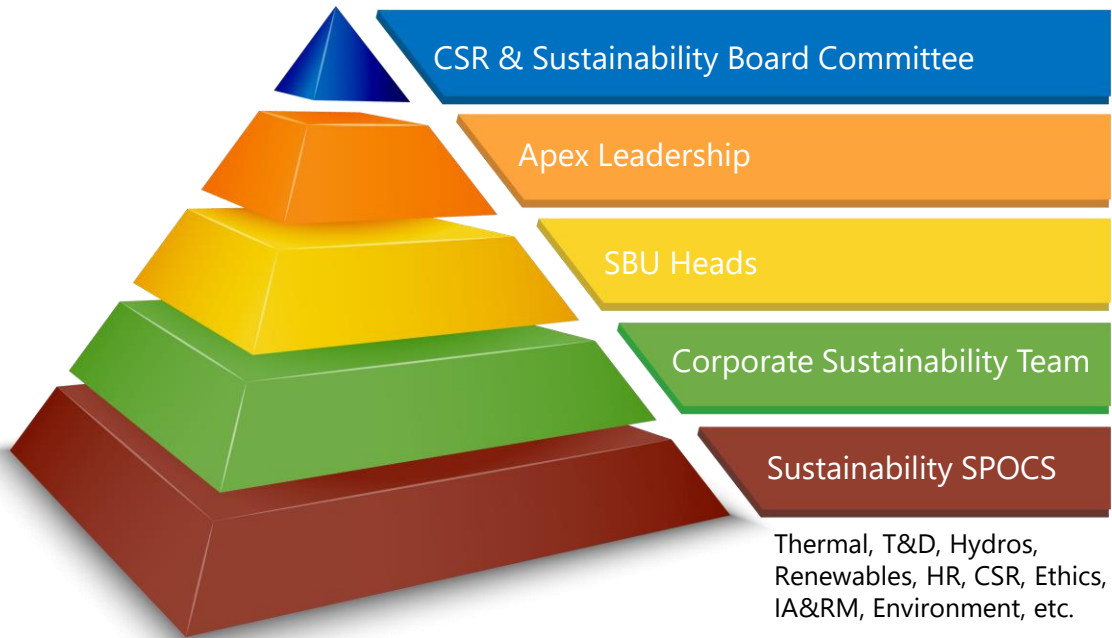 CSR & Sustainability Board Committee
Apex Leadership
SBU Heads
Corporate Sustainability Team
Sustainability SPOCS
Thermal, T&D, Hydros,
Renewables, HR, CSR, Ethics,
IA&RM, Environment, etc.